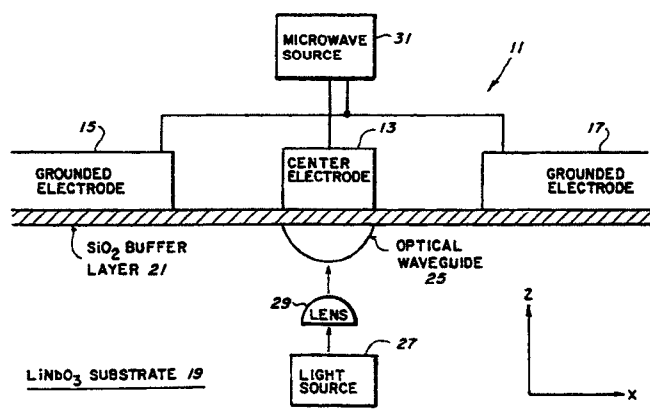 MICROWAVE
SOURCE
31
11
15
13
17
GROUNDED
ELECTRODE
CENTER
ELECTRODE
GROUNDED
ELECTRODE
SiO2 BUFFER
LAYER 21
OPTICAL
WAVEGUIDE
25
29
LENS
27
LIGHT
SOURCE
LiNbO3 SUBSTRATE 19
Z
X